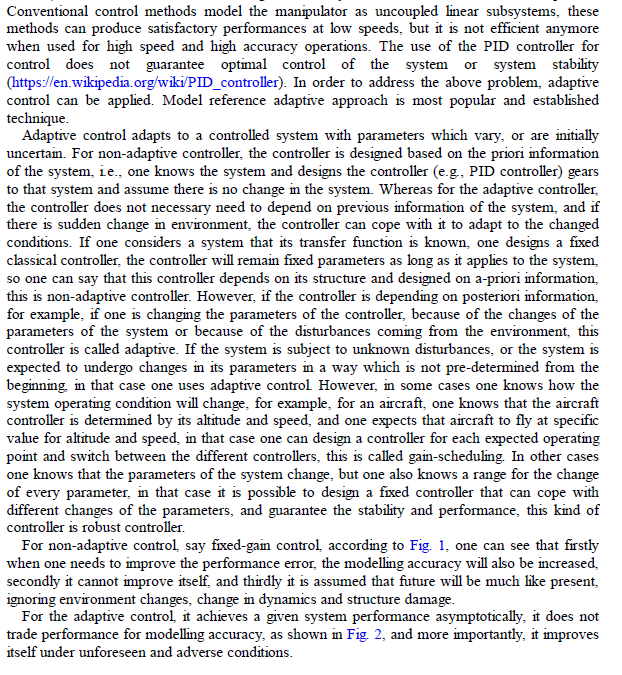 Conventional control methods model the manipulator as uncoupled linear subsystems, these
methods can produce satisfactory performances at low speeds, but it is not efficient anymore
when used for high speed and high accuracy operations. The use of the PID controller for
control does not guarantee optimal control of the system or system stability
(https://en.wikipedia.org/wiki/PID_controller). In order to address the above problem, adaptive
control can be applied. Model reference adaptive approach is most popular and established
technique.
Adaptive control adapts to a controlled system with parameters which vary, or are initially
uncertain. For non-adaptive controller, the controller is designed based on the priori information
of the system, i.e., one knows the system and designs the controller (e.g., PID controller) gears
to that system and assume there is no change in the system. Whereas for the adaptive controller,
the controller does not necessary need to depend on previous information of the system, and if
there is sudden change in environment, the controller can cope with it to adapt to the changed
conditions. If one considers a system that its transfer function is known, one designs a fixed
classical controller, the controller will remain fixed parameters as long as it applies to the system,
so one can say that this controller depends on its structure and designed on a-priori information,
this is non-adaptive controller. However, if the controller is depending on posteriori information,
for example, if one is changing the parameters of the controller, because of the changes of the
parameters of the system or because of the disturbances coming from the environment, this
controller is called adaptive. If the system is subject to unknown disturbances, or the system is
expected to undergo changes in its parameters in a way which is not pre-determined from the
beginning, in that case one uses adaptive control. However, in some cases one knows how the
system operating condition will change, for example, for an aircraft, one knows that the aircraft
controller is determined by its altitude and speed, and one expects that aircraft to fly at specific
value for altitude and speed, in that case one can design a controller for each expected operating
point and switch between the different controllers, this is called gain-scheduling. In other cases
one knows that the parameters of the system change, but one also knows a range for the change
of every parameter, in that case it is possible to design a fixed controller that can cope with
different changes of the parameters, and guarantee the stability and performance, this kind of
controller is robust controller.
For non-adaptive control, say fixed-gain control, according to Fig. 1, one can see that firstly
when one needs to improve the performance error, the modelling accuracy will also be increased,
secondly it cannot improve itself, and thirdly it is assumed that future will be much like present,
ignoring environment changes, change in dynamics and structure damage.
For the adaptive control, it achieves a given system performance asymptotically, it does not
trade performance for modelling accuracy, as shown in Fig. 2, and more importantly, it improves
itself under unforeseen and adverse conditions.